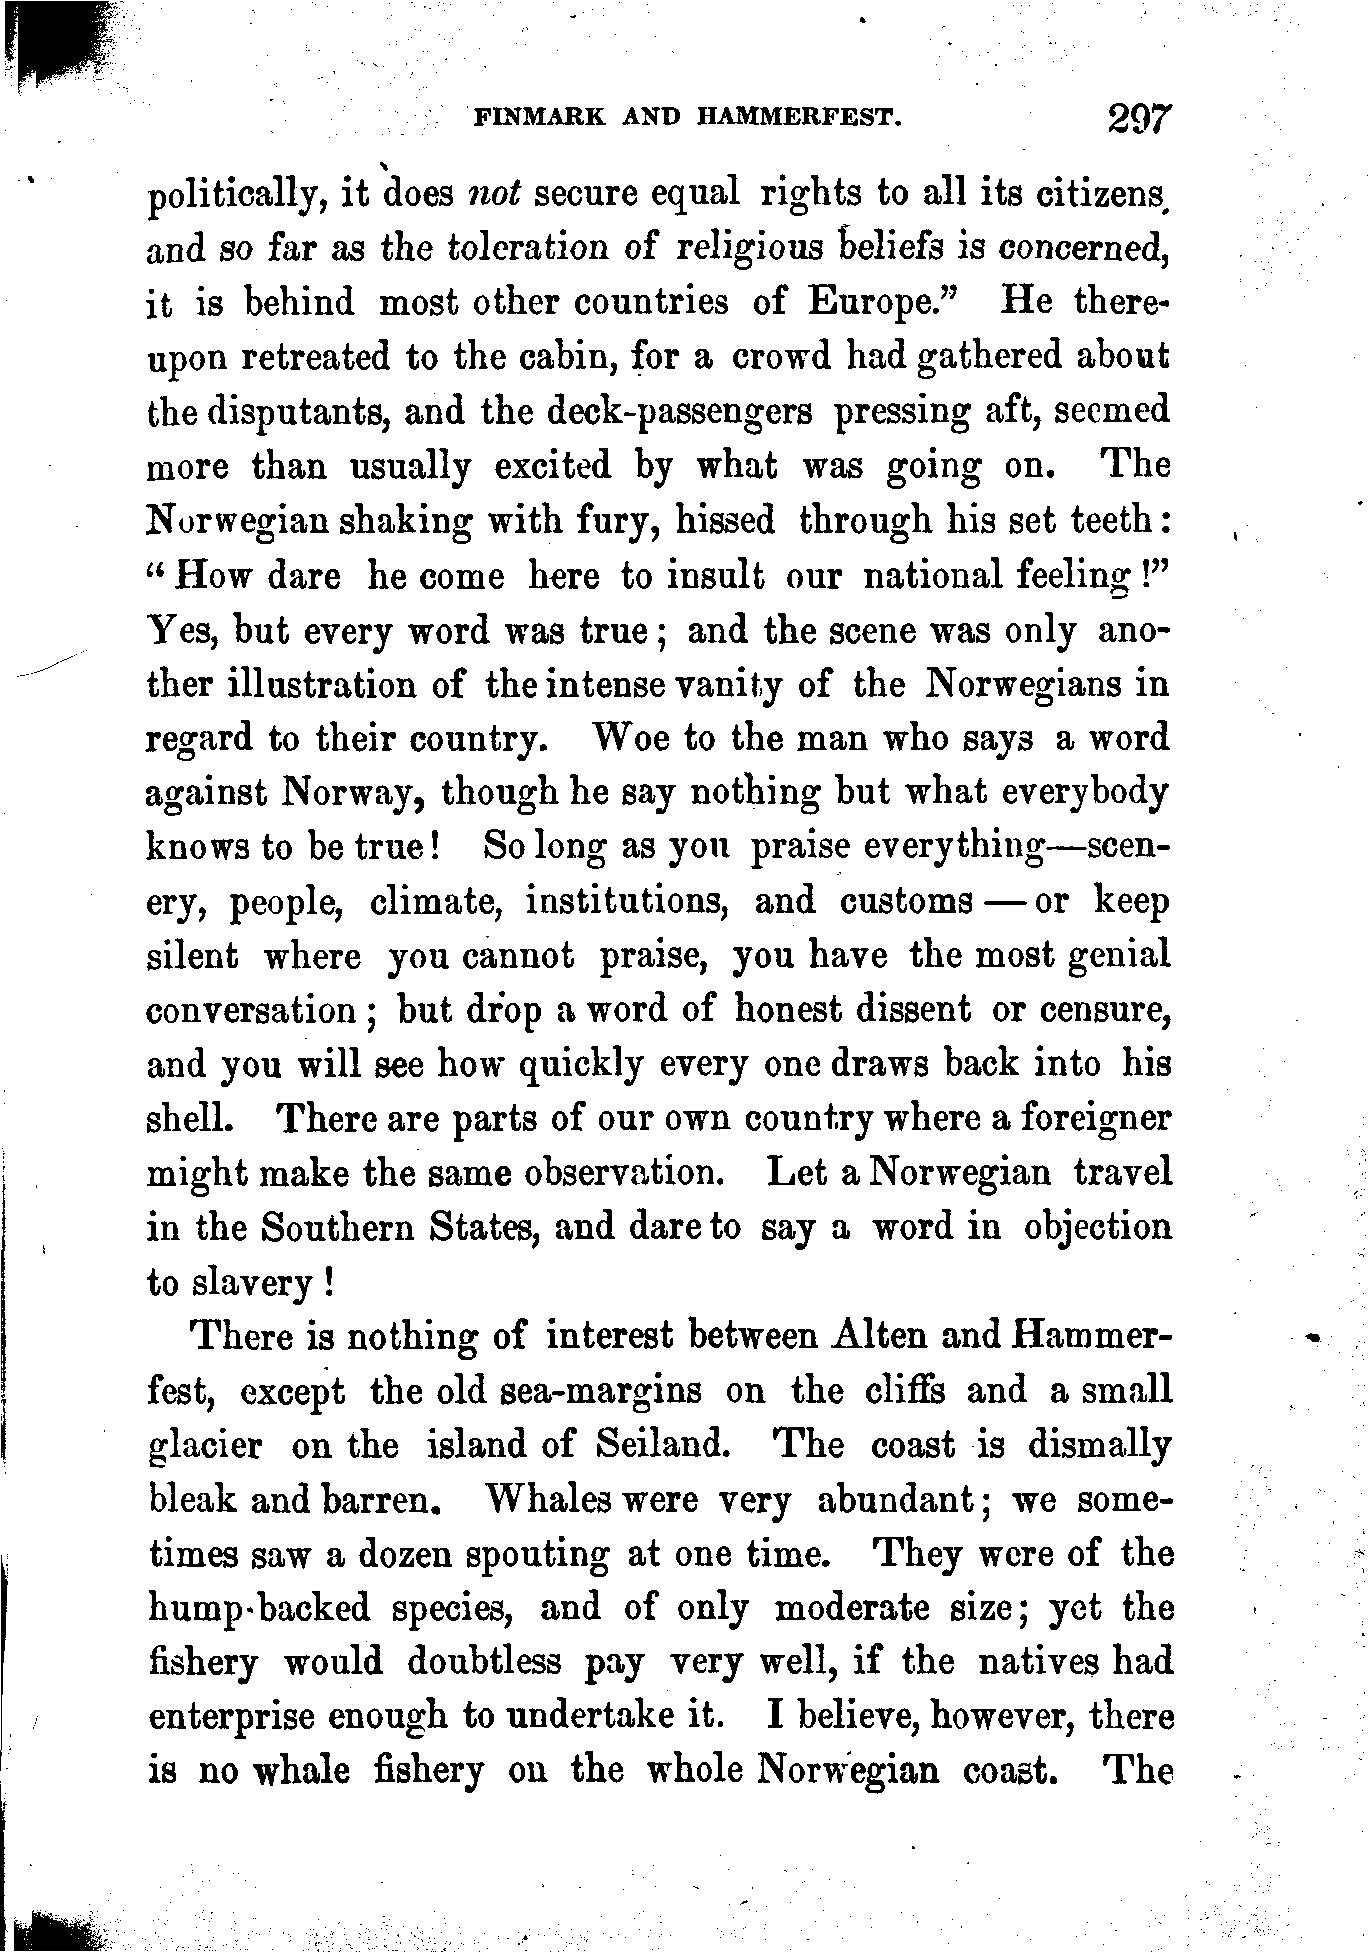 FINMARK AND HAMMERFEST. 297
politically, it does not secure equal rights to all its citizens,
and so far as the toleration of religious beliefs is concerned,
it is behind most other countries of Europe.” He there-
upon retreated to the cabin, for a crowd had gathered about
the disputants, and the deck-passengers pressing aft, seemed
more than usually excited by what was going on. The
Norwegian shaking with fury, hissed through his set teeth:
“How dare he come here to insult our national feeling!”
Yes, but every word was true; and the scene was only ano-
ther illustration of the intense vanity of the Norwegians in
regard to their country. Woe to the man who says a word
against Norway, though he say nothing but what everybody
knows to be true! So long as you praise everything—scen-
ery, people, climate, institutions, and customs — or keep
silent where you cannot praise, you have the most genial
conversation; but drop a word of honest dissent or censure,
and you will see how quickly every one draws back into his
shell. There are parts of our own country where a foreigner
might make the same observation. Let a Norwegian travel
in the Southern States, and dare to say a word in objection
to slavery!
There is nothing of interest between Alten and Hammer-
fest, except the old sea-margins on the cliffs and a small
glacier on the island of Seiland. The coast is dismally
bleak and barren. Whales were very abundant; we some-
times saw a dozen spouting at one time. They were of the
hump-backed species, and of only moderate size; yet the
fishery would doubtless pay very well, if the natives had
enterprise enough to undertake it. I believe, however, there
is no whale fishery on the whole Norwegian coast. The